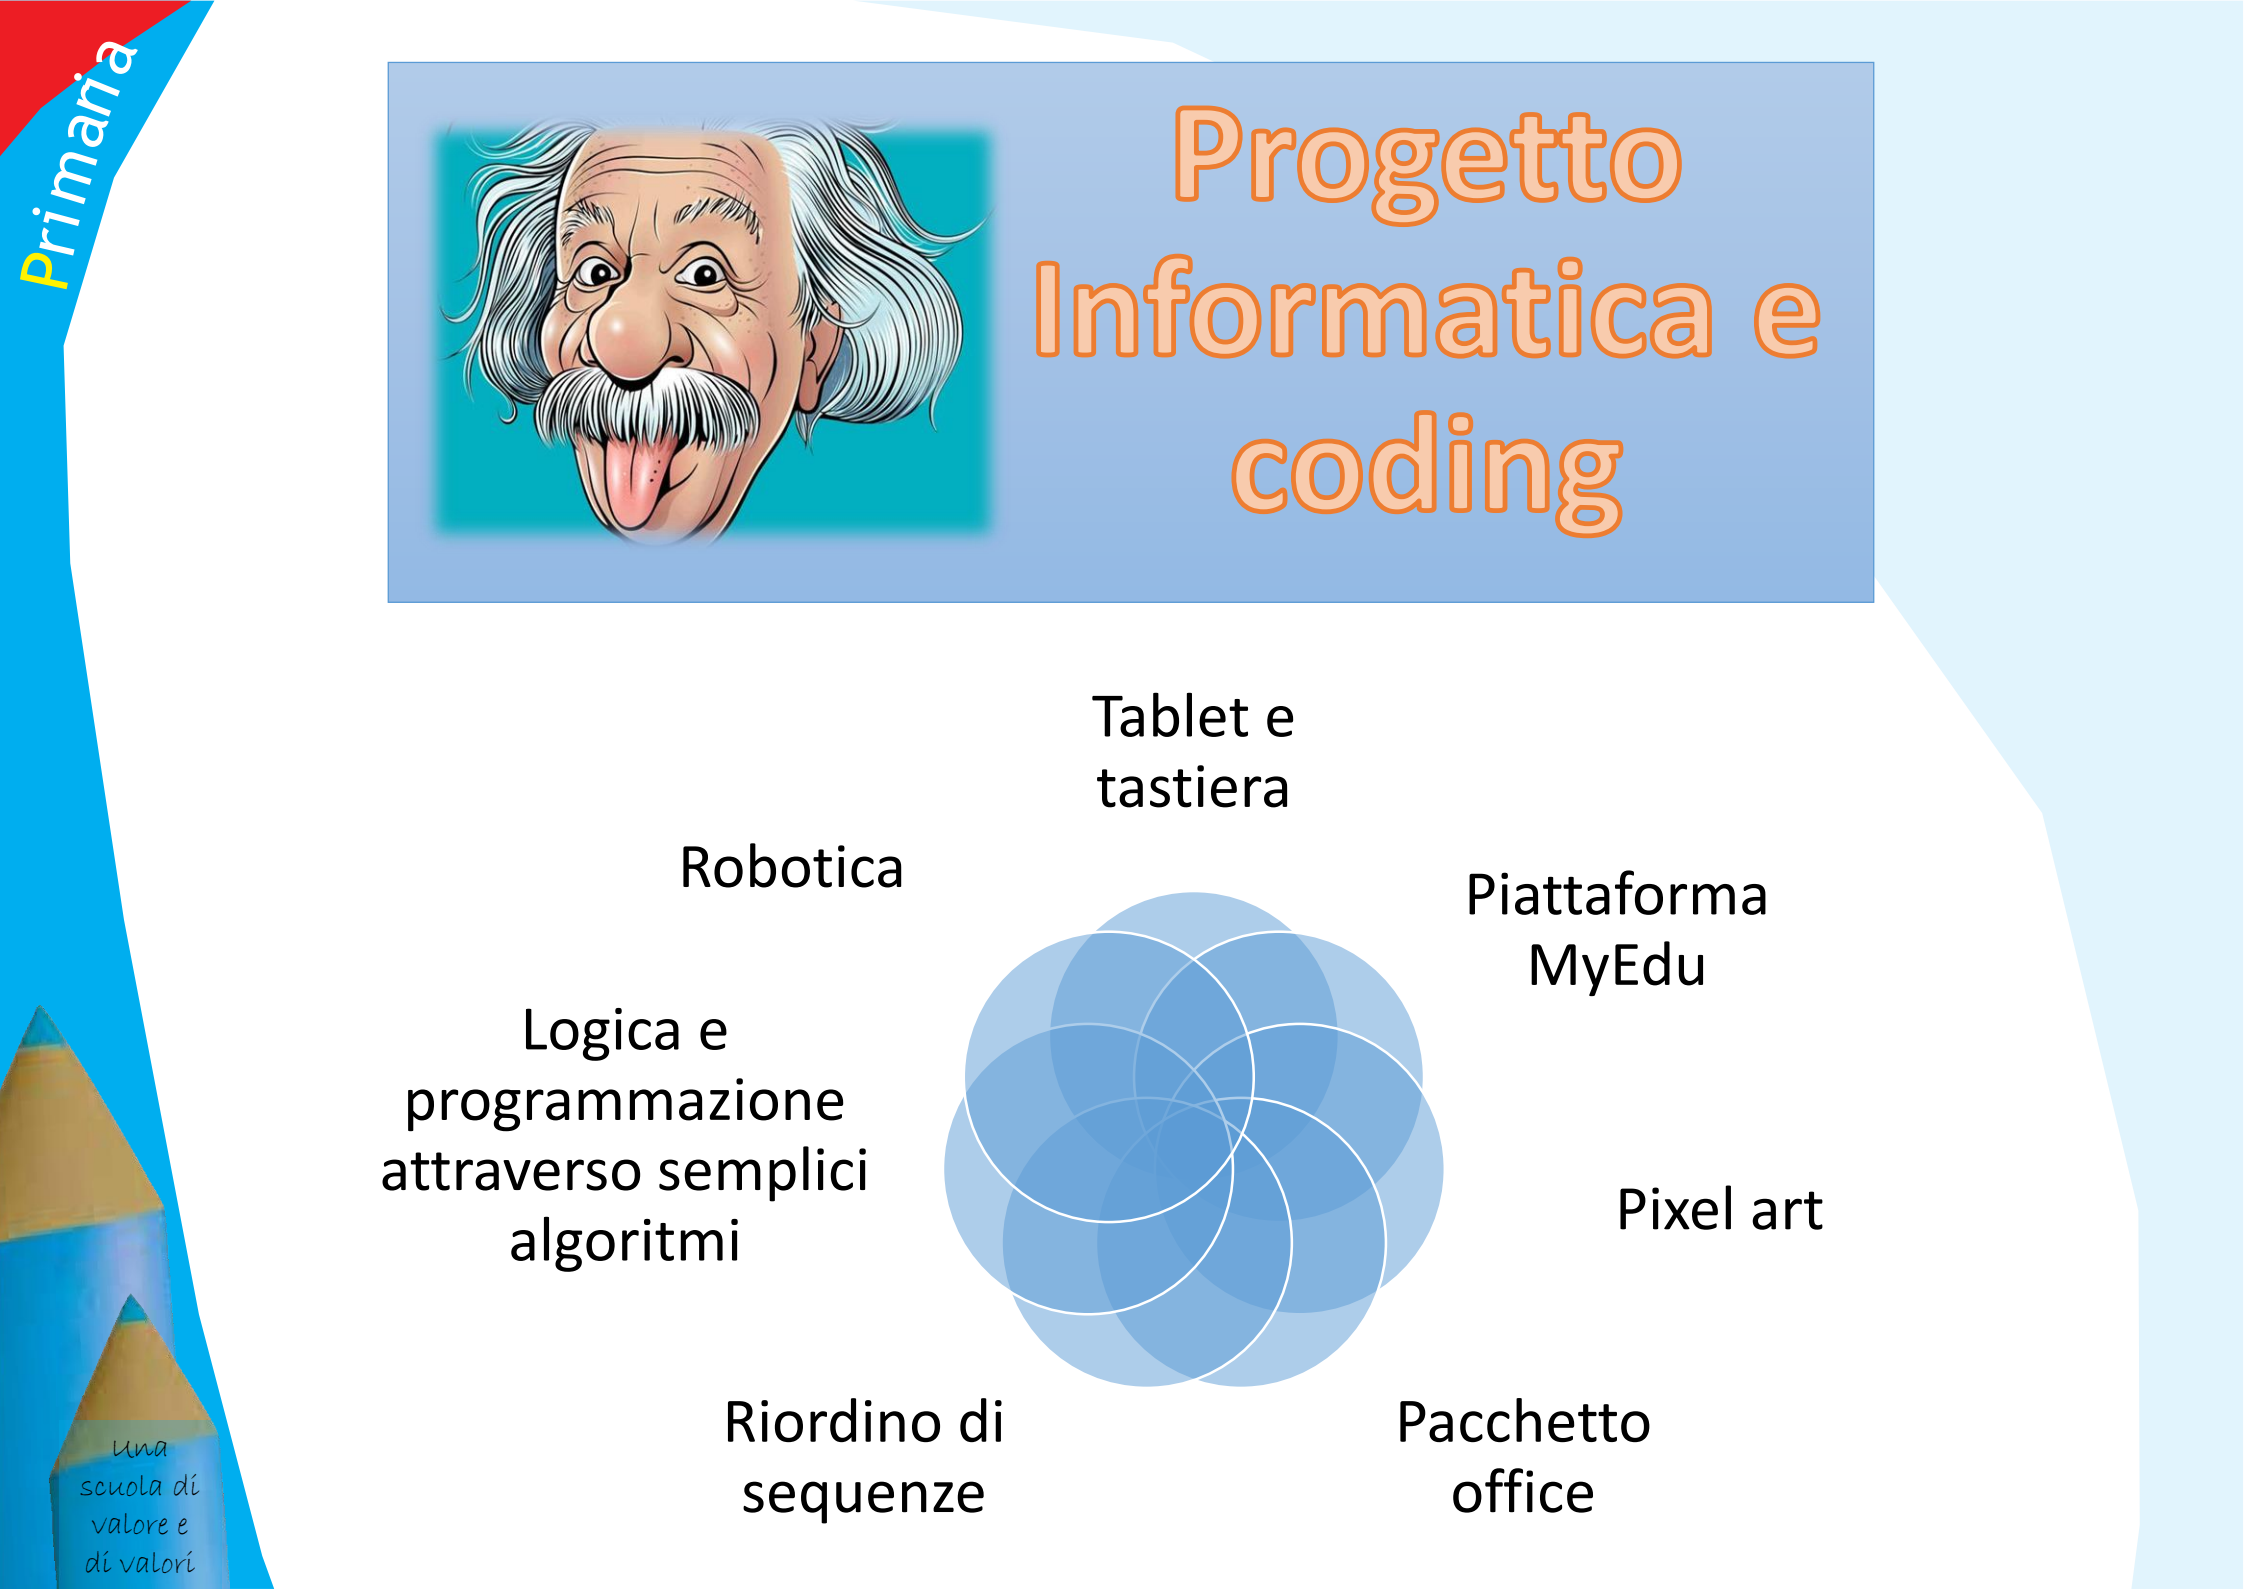 Primaria
Progetto
Informatica e
coding
Tablet e
tastiera
Robotica
Piattaforma
MyEdu
Logica e
programmazione
attraverso semplici
algoritmi
Pixel art
Riordino di
sequenze
Pacchetto
office
Una
scuola di
valore e
di valori